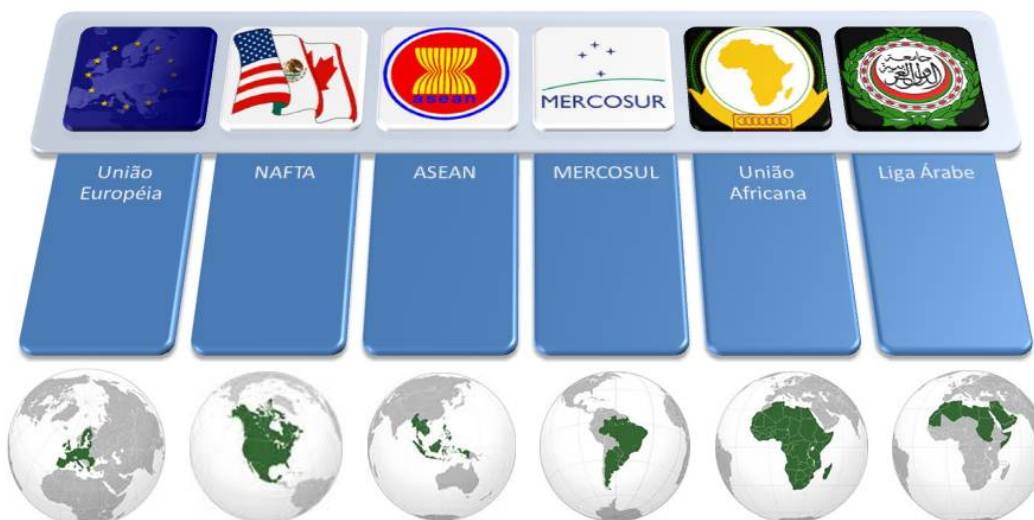 asean
MERCOSUR
União
Européia
NAFTA
ASEAN
MERCOSUL
União
Africana
Liga Árabe